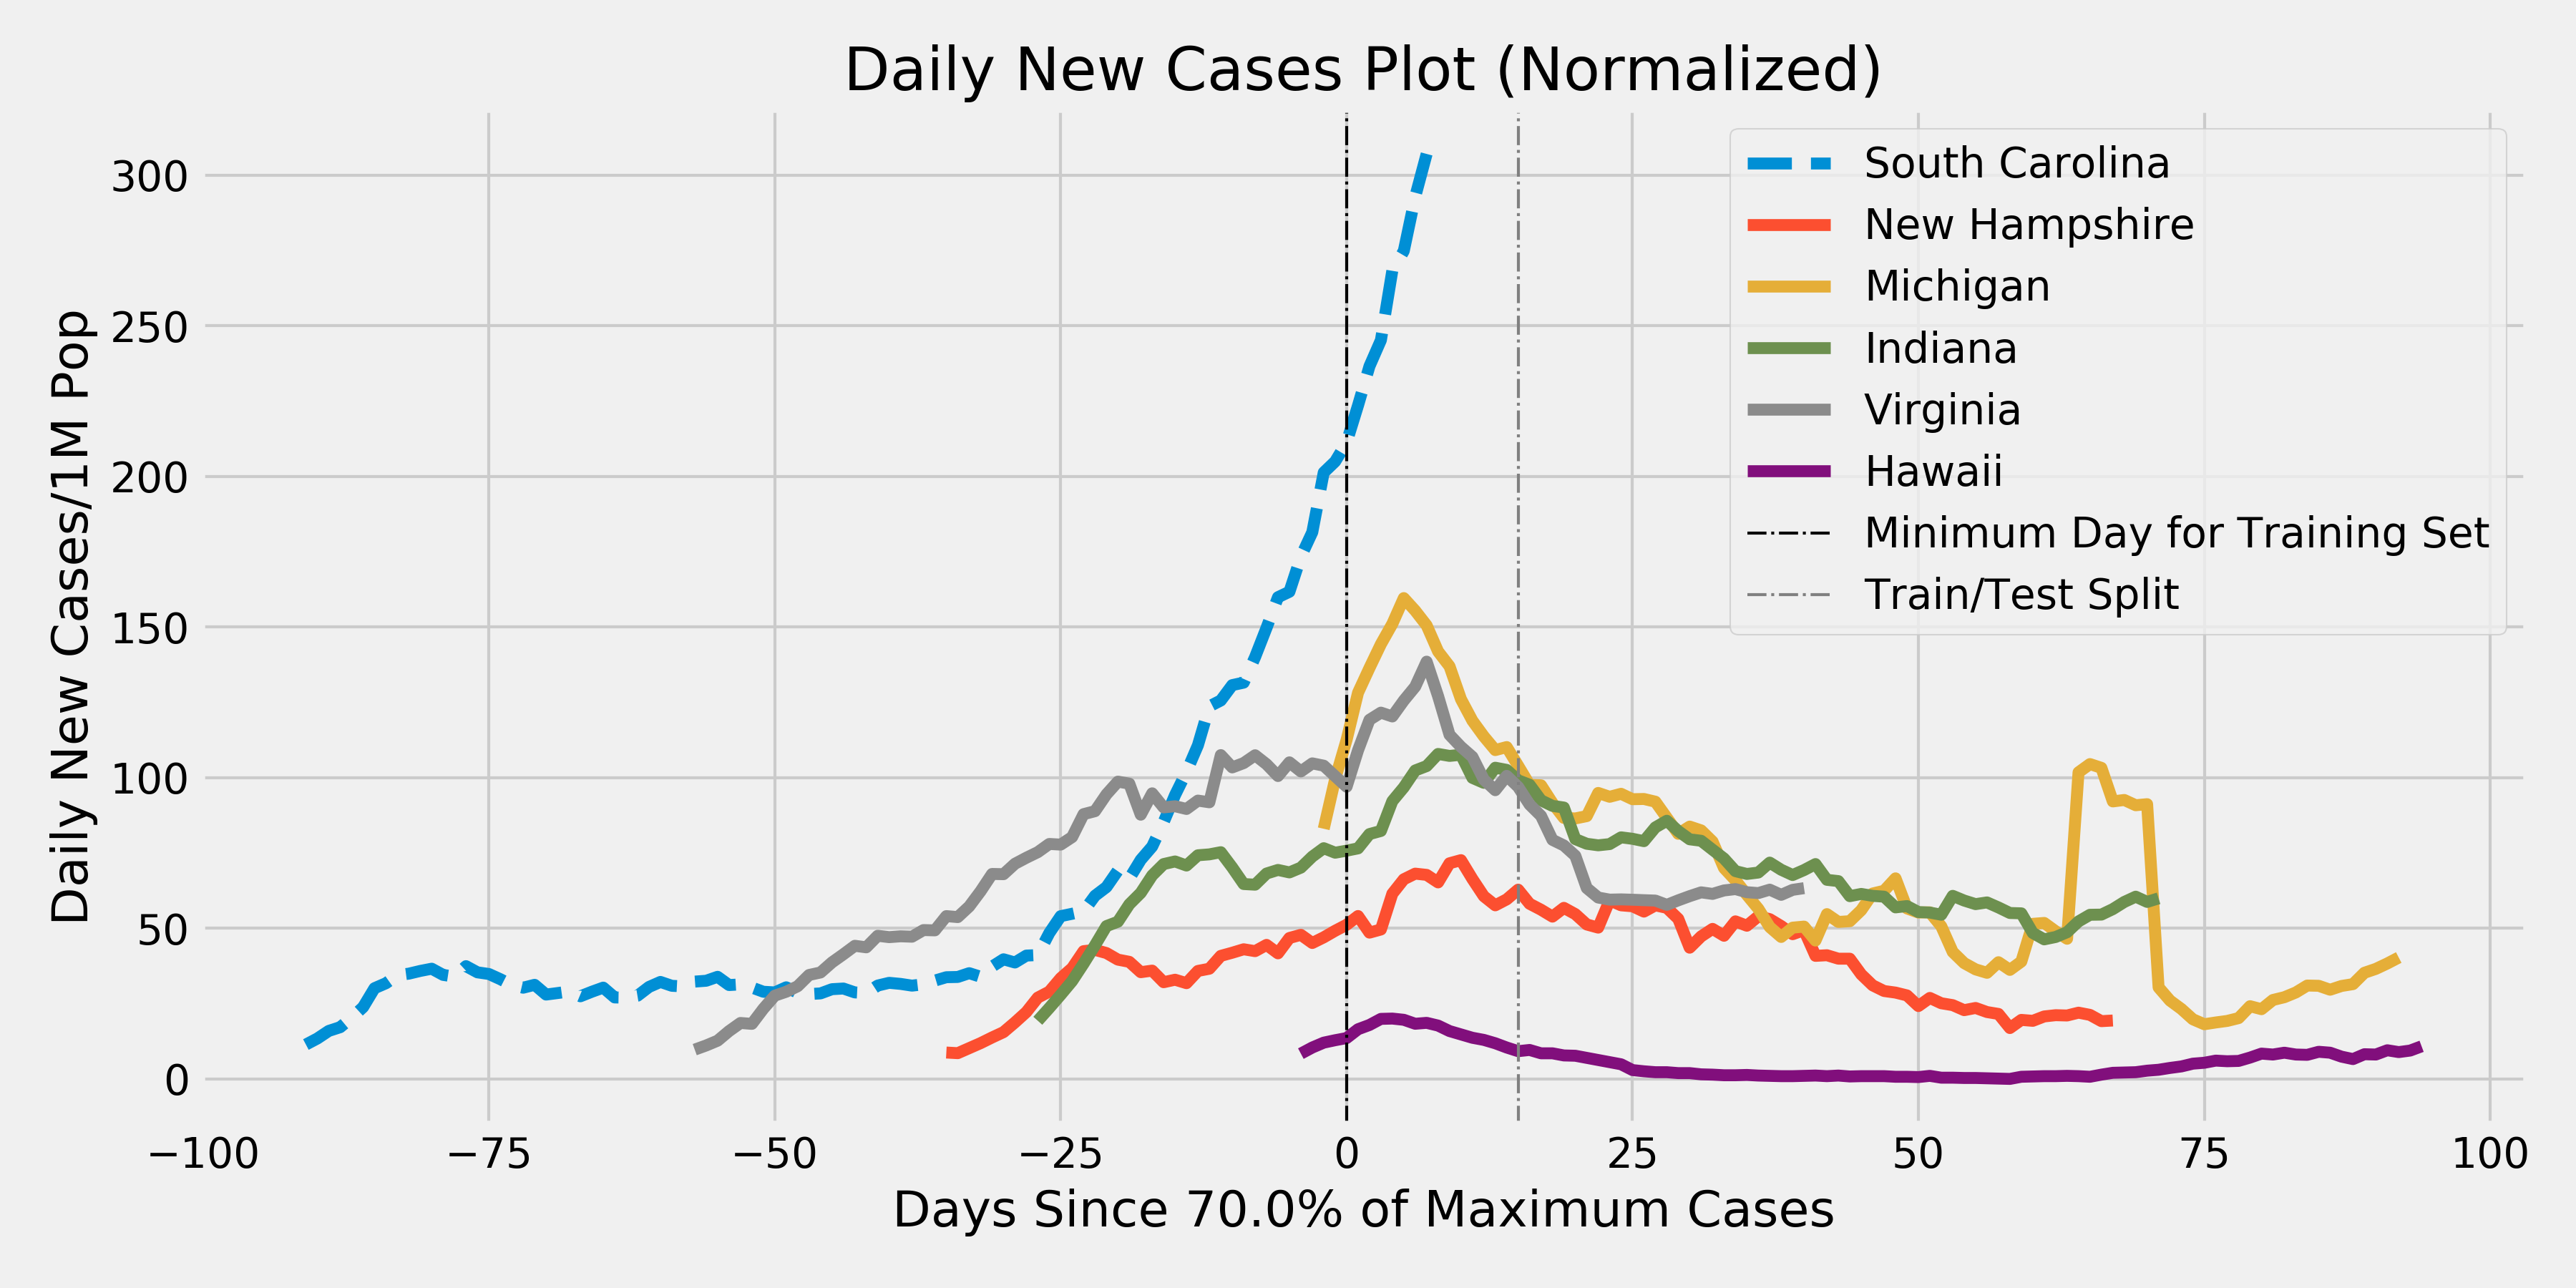 Daily New Cases Plot (Normalized)
Daily New Cases/1M Pop
300
250
200
150
100
50
0
South Carolina
New Hampshire
Michigan
Indiana
Virginia
Hawaii
Minimum Day for Training Set
Train/Test Split
−100 −75 −50 −25 0 25 50 75 100
Days Since 70.0% of Maximum Cases